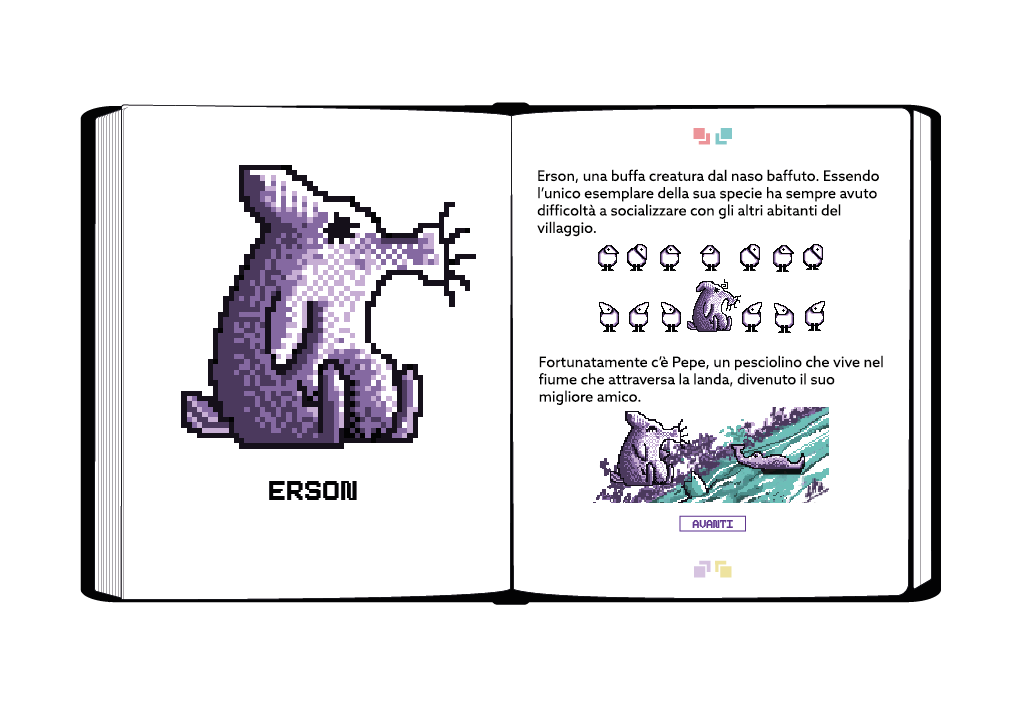 ERSON
Erson, una buffa creatura dal naso baffuto. Essendo
l'unico esemplare della sua specie ha sempre avuto
difficoltà a socializzare con gli altri abitanti del
villaggio.
Fortunatamente c'è Pepe, un pesciolino che vive nel
fiume che attraversa la landa, divenuto il suo
migliore amico.
AVANTI